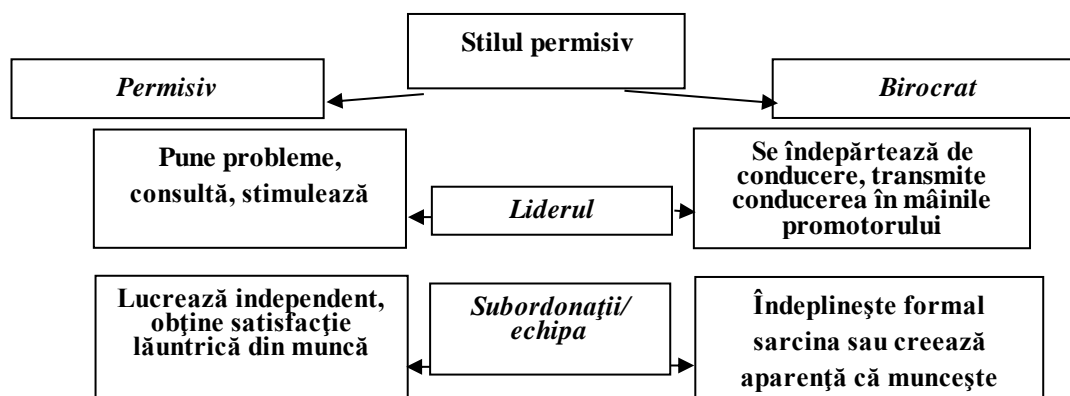 Stilul permisiv
Permisiv
Birocrat
Pune probleme,
consultă, stimulează
Liderul
Se îndepărtează de
conducere, transmite
conducerea în mâinile
promotorului
Lucrează independent,
obţine satisfacţie
lăuntrică din muncă
Subordonaţii/
echipa
Îndeplineşte formal
sarcina sau creează
aparenţă că munceşte